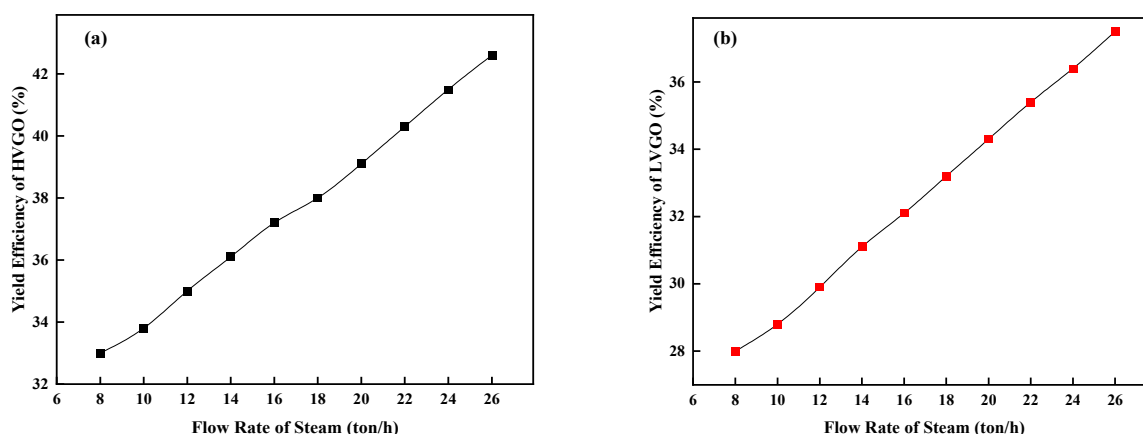 (a)
Yield Efficiency of HVGO (%)
42
40
38
36
34
32
6 8 10 12 14 16 18 20 22 24 26
Flow Rate of Steam (ton/h)
(b)
Yield Efficiency of LVGO (%)
36
34
32
30
28
6 8 10 12 14 16 18 20 22 24 26
Flow Rate of Steam (ton/h)